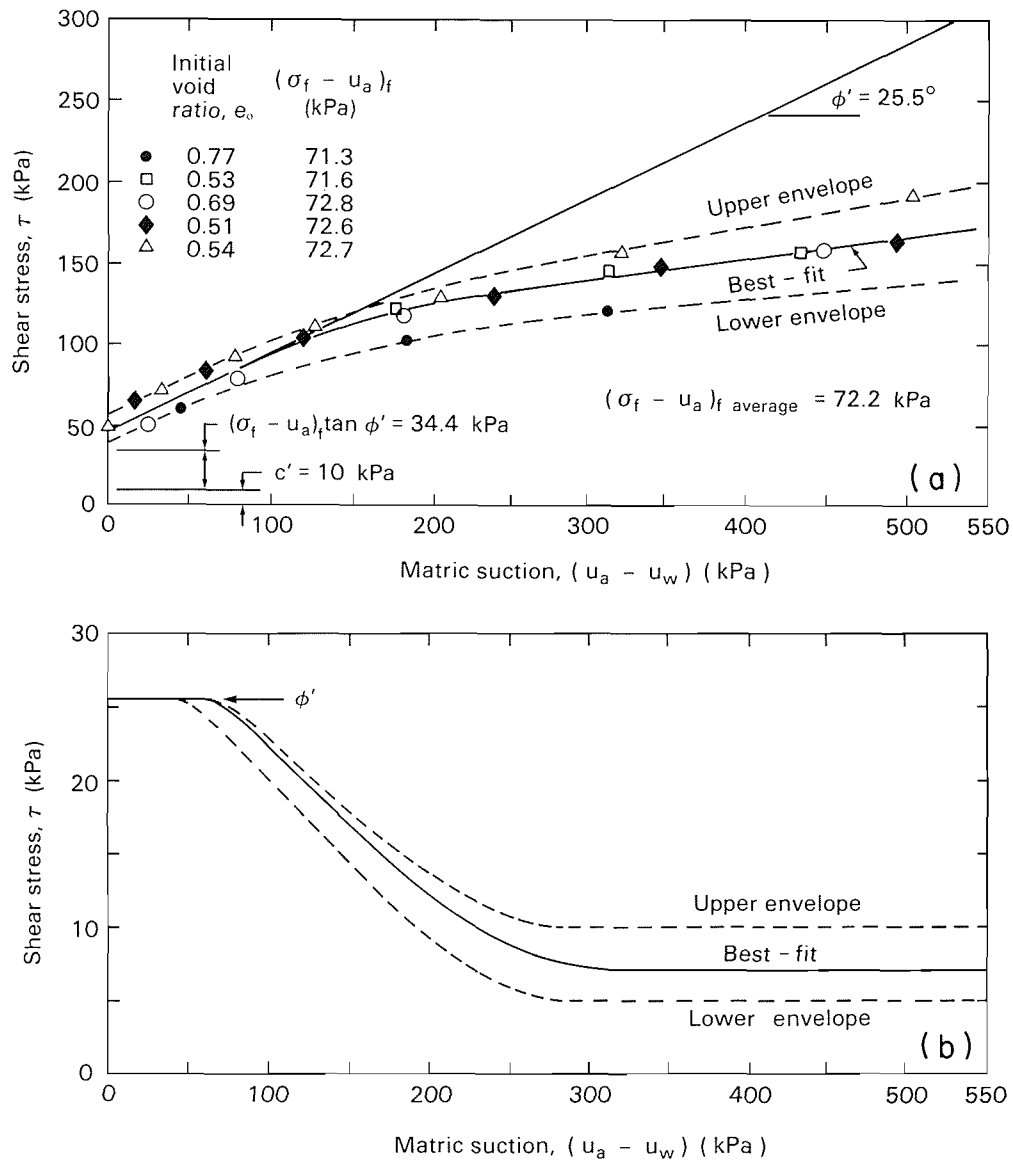 300
250
200
150
100
50
0
Shear stress, τ (kPa)
Initial void ratio, eₒ
(σf − ua)f (kPa)
0.77 71.3
0.53 71.6
0.69 72.8
0.51 72.6
0.54 72.7
ϕ' = 25.5°
Upper envelope
Best - fit
Lower envelope
(σf − ua)f average = 72.2 kPa
(σf − ua)f tan ϕ' = 34.4 kPa
c' = 10 kPa
(a)
0 100 200 300 400 500 550
Matric suction, (ua − uw) (kPa)
30
20
10
0
Shear stress, τ (kPa)
ϕ'
Upper envelope
Best - fit
Lower envelope
(b)
0 100 200 300 400 500 550
Matric suction, (ua − uw) (kPa)